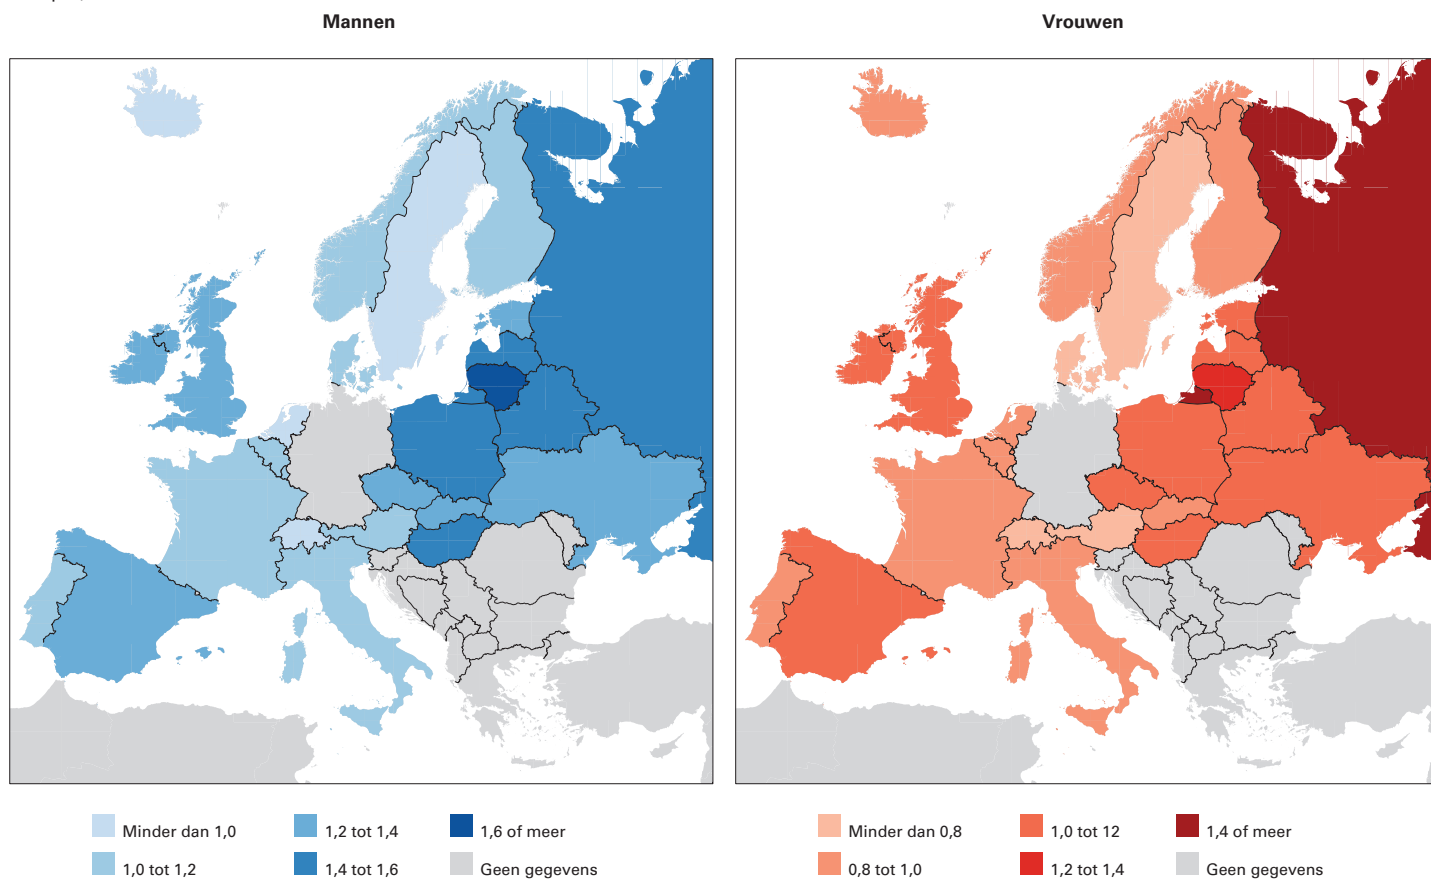 Mannen
Vrouwen
Minder dan 1,0
1,2 tot 1,4
1,6 of meer
1,0 tot 1,2
1,4 tot 1,6
Geen gegevens
Minder dan 0,8
1,0 tot 12
1,4 of meer
0,8 tot 1,0
1,2 tot 1,4
Geen gegevens